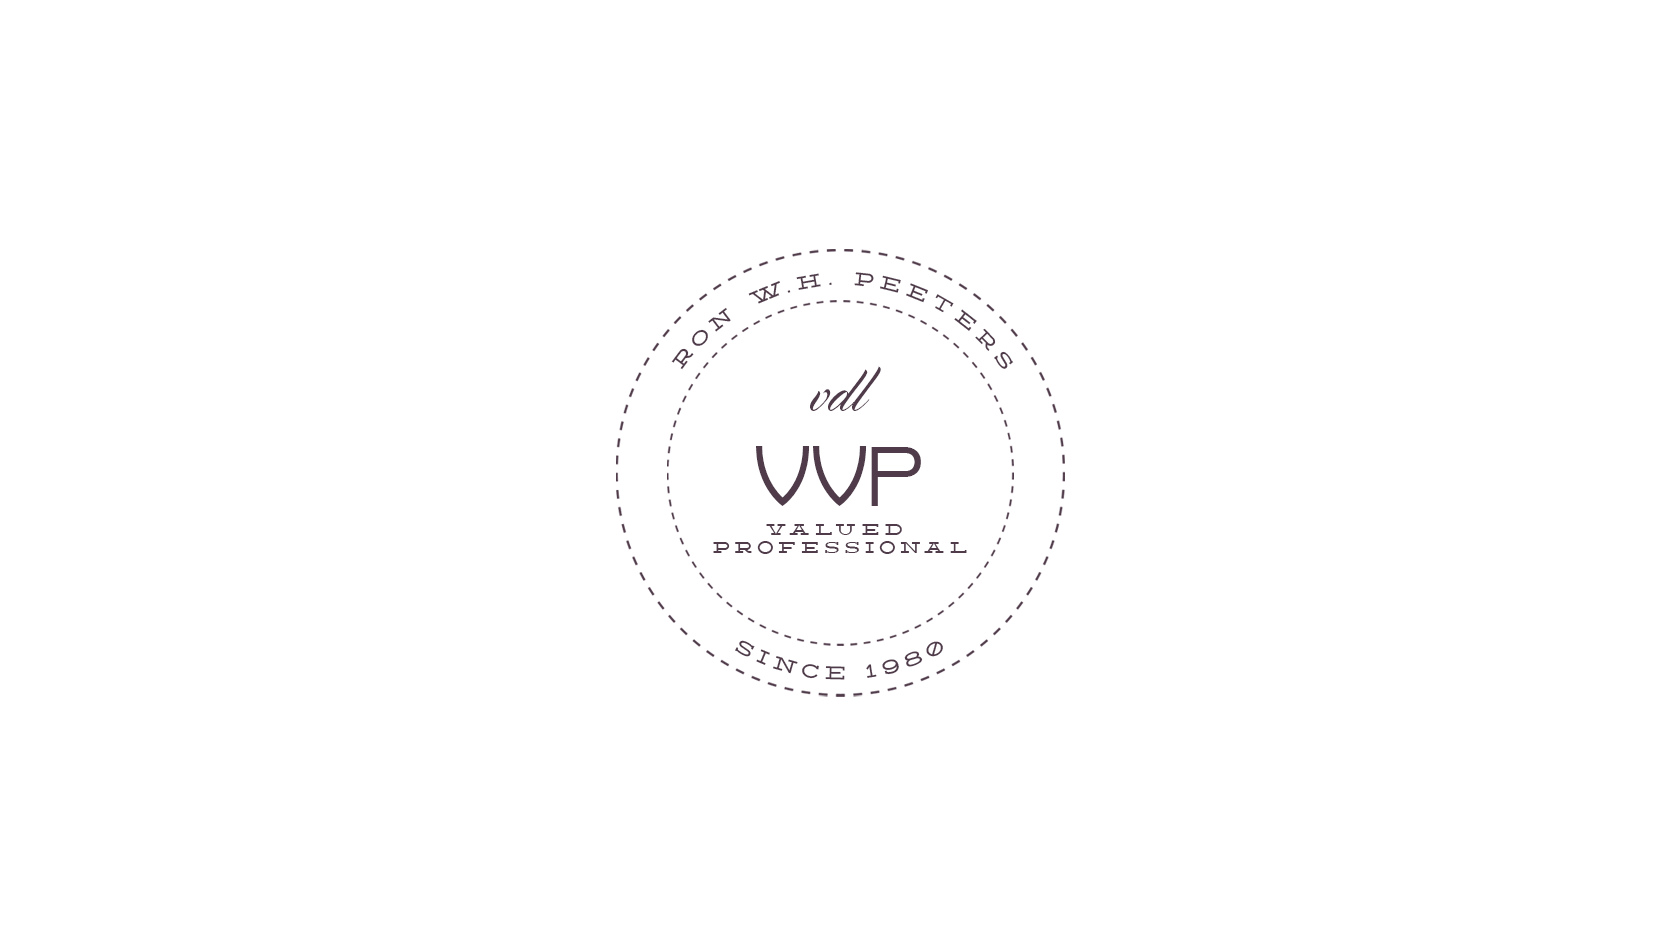 RON W.H. PEETERS
vdl
VVP
VALUED
PROFESSIONAL
SINCE 1980